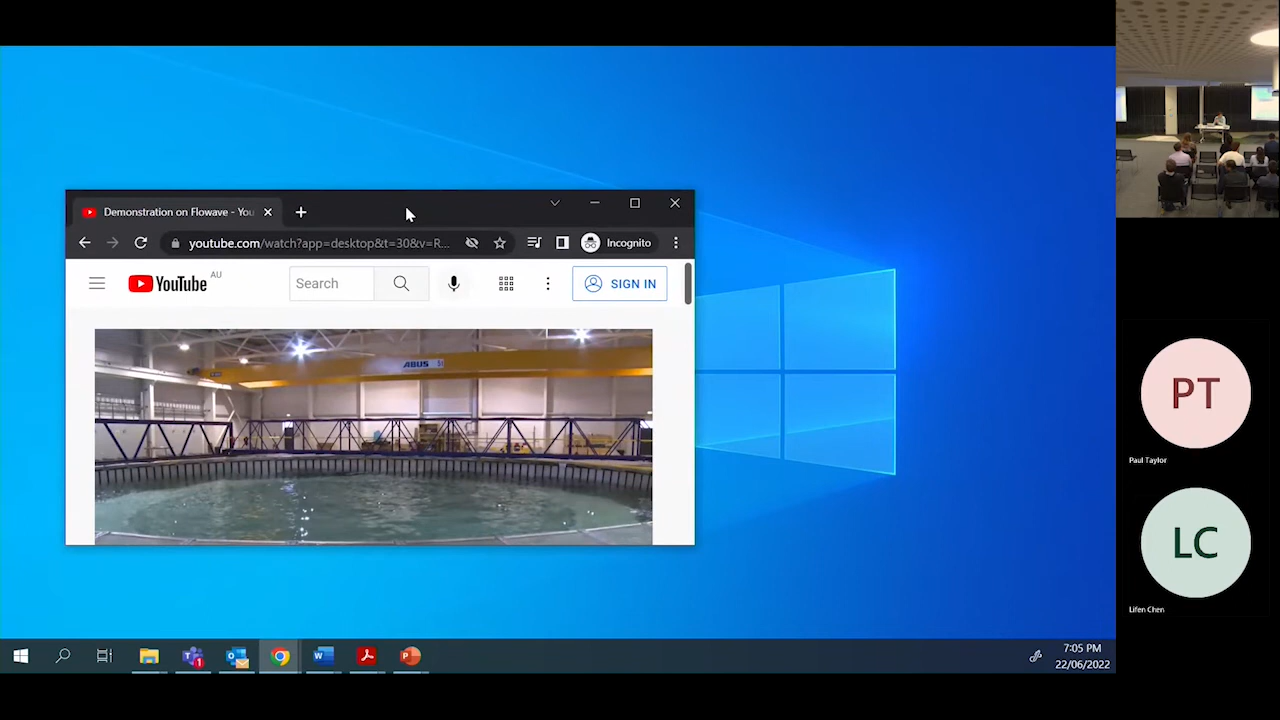 Demonstration on Flowave - You
youtube.com/watch?app=desktop&t=30&v=R...
Incognito
YouTube AU
Search
SIGN IN
ABUS
PT
Paul Taylor
LC
Lifen Chen
1
7:05 PM
22/06/2022